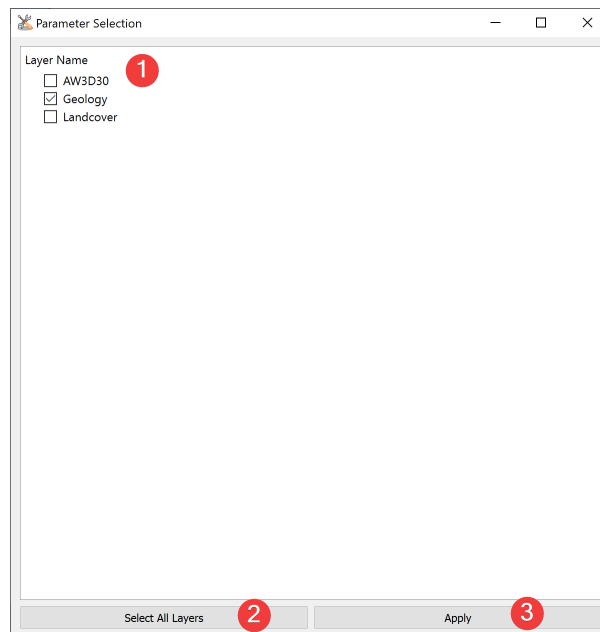 Parameter Selection
Layer Name
1
AW3D30
Geology
Landcover
Select All Layers 2
Apply 3